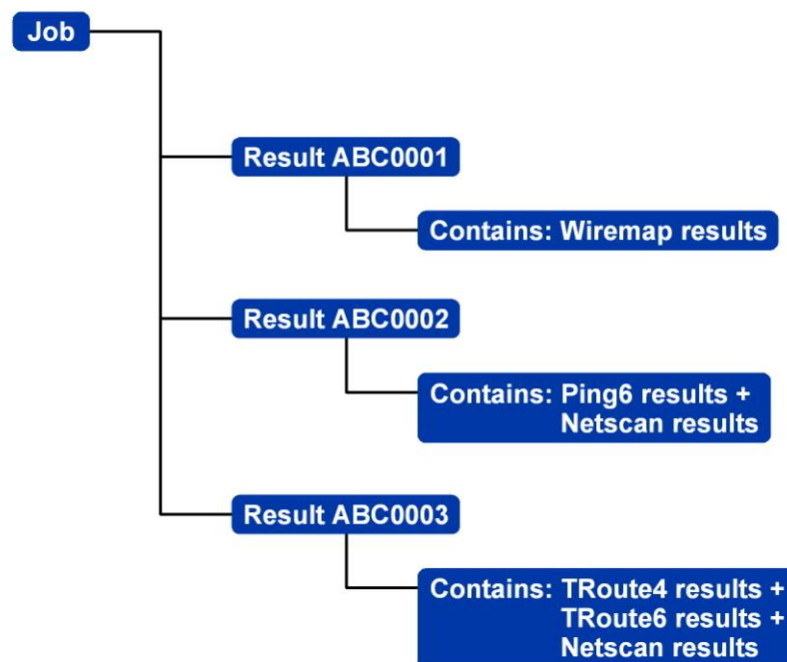 Job
Result ABC0001
Contains: Wiremap results
Result ABC0002
Contains: Ping6 results +
Netscan results
Result ABC0003
Contains: TRoute4 results +
TRoute6 results +
Netscan results